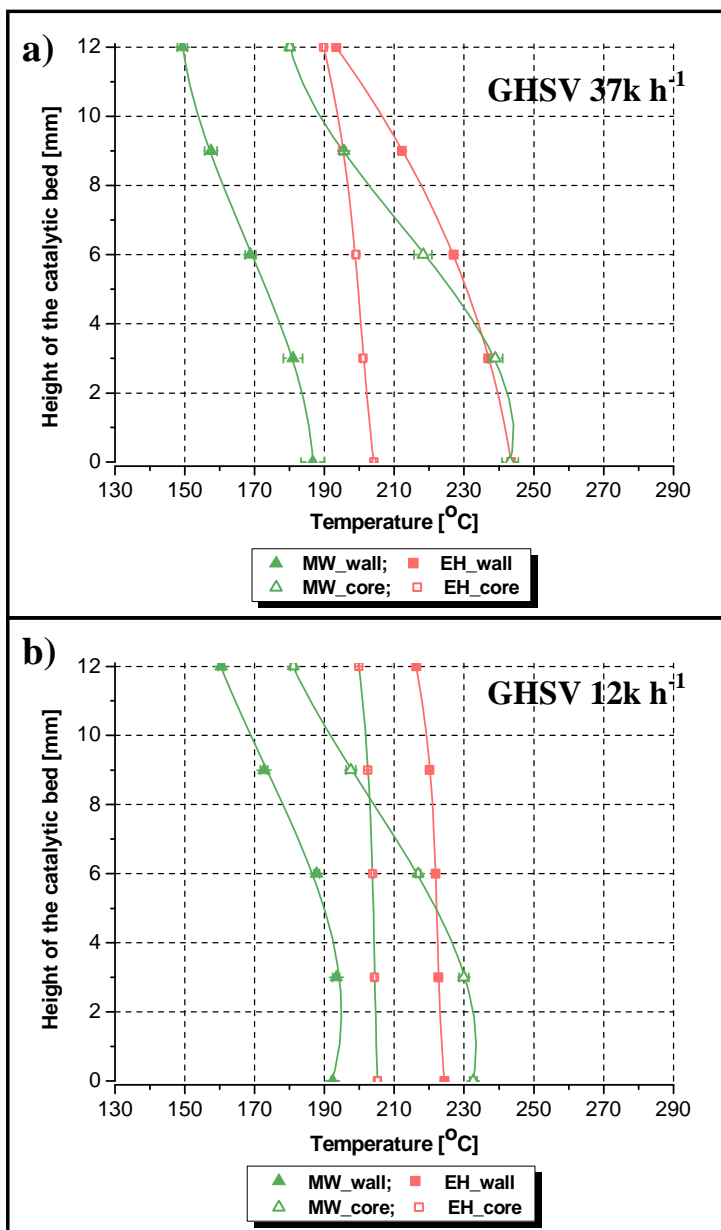 a)
GHSV 37k h⁻¹
Height of the catalytic bed [mm]
12
10
8
6
4
2
0
130 150 170 190 210 230 250 270 290
Temperature [ºC]
MW_wall; EH_wall
MW_core; EH_core
b)
GHSV 12k h⁻¹
Height of the catalytic bed [mm]
12
10
8
6
4
2
0
130 150 170 190 210 230 250 270 290
Temperature [ºC]
MW_wall; EH_wall
MW_core; EH_core